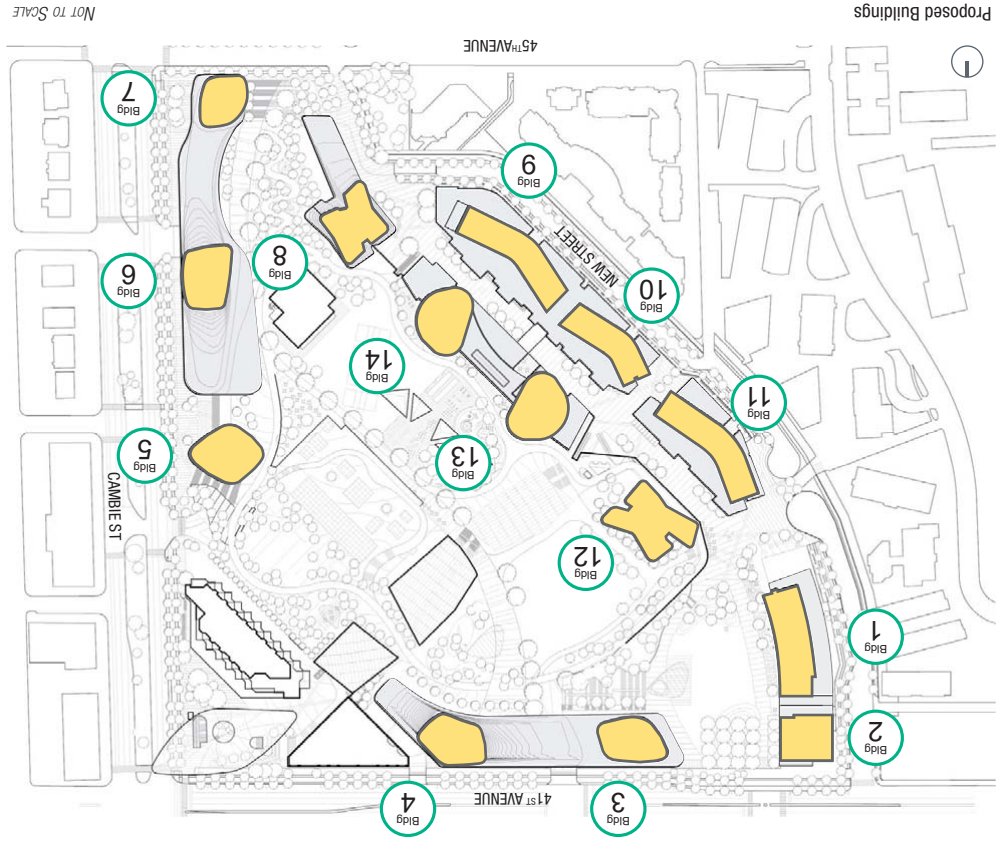 Bldg
3
41ST AVENUE
Bldg
4
Bldg
2
Bldg
1
Bldg
12
CAMBIE ST
Bldg
13
Bldg
5
Bldg
11
Bldg
14
Bldg
10
Bldg
6
NEW STREET
Bldg
8
Bldg
9
Bldg
7
45TH AVENUE
Proposed Buildings
NOT TO SCALE